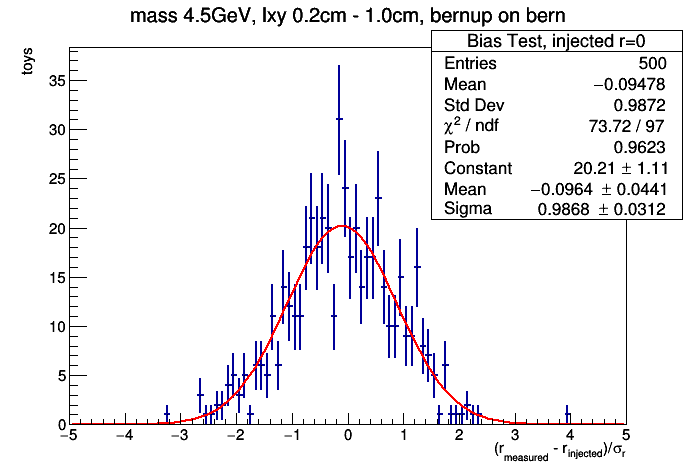 mass 4.5GeV, lxy 0.2cm - 1.0cm, bernup on bern
Bias Test, injected r=0
Entries 500
Mean −0.09478
Std Dev 0.9872
χ² / ndf 73.72 / 97
Prob 0.9623
Constant 20.21 ± 1.11
Mean −0.0964 ± 0.0441
Sigma 0.9868 ± 0.0312
toys
35
30
25
20
15
10
5
0
−5 −4 −3 −2 −1 0 1 2 3 4 5
(r_measured - r_injected)/σ_r